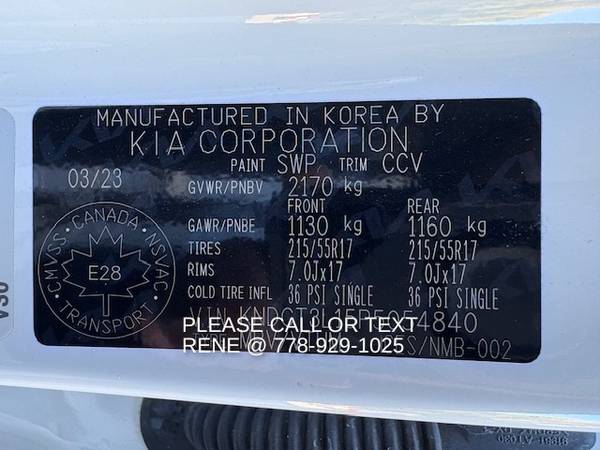 MANUFACTURED IN KOREA BY
KIA CORPORATION
PAINT SWP TRIM CCV
03/23
GVWR/PNBV 2170 kg
FRONT REAR
GAWR/PNBE 1130 kg 1160 kg
TIRES 215/55R17 215/55R17
RIMS 7.0Jx17 7.0Jx17
COLD TIRE INFL 36 PSI SINGLE 36 PSI SINGLE
CANADA
CMVSS NSVAC
E28
TRANSPORT
VIN 4840
PLEASE CALL OR TEXT
S/NMB-002
RENE @ 778-929-1025